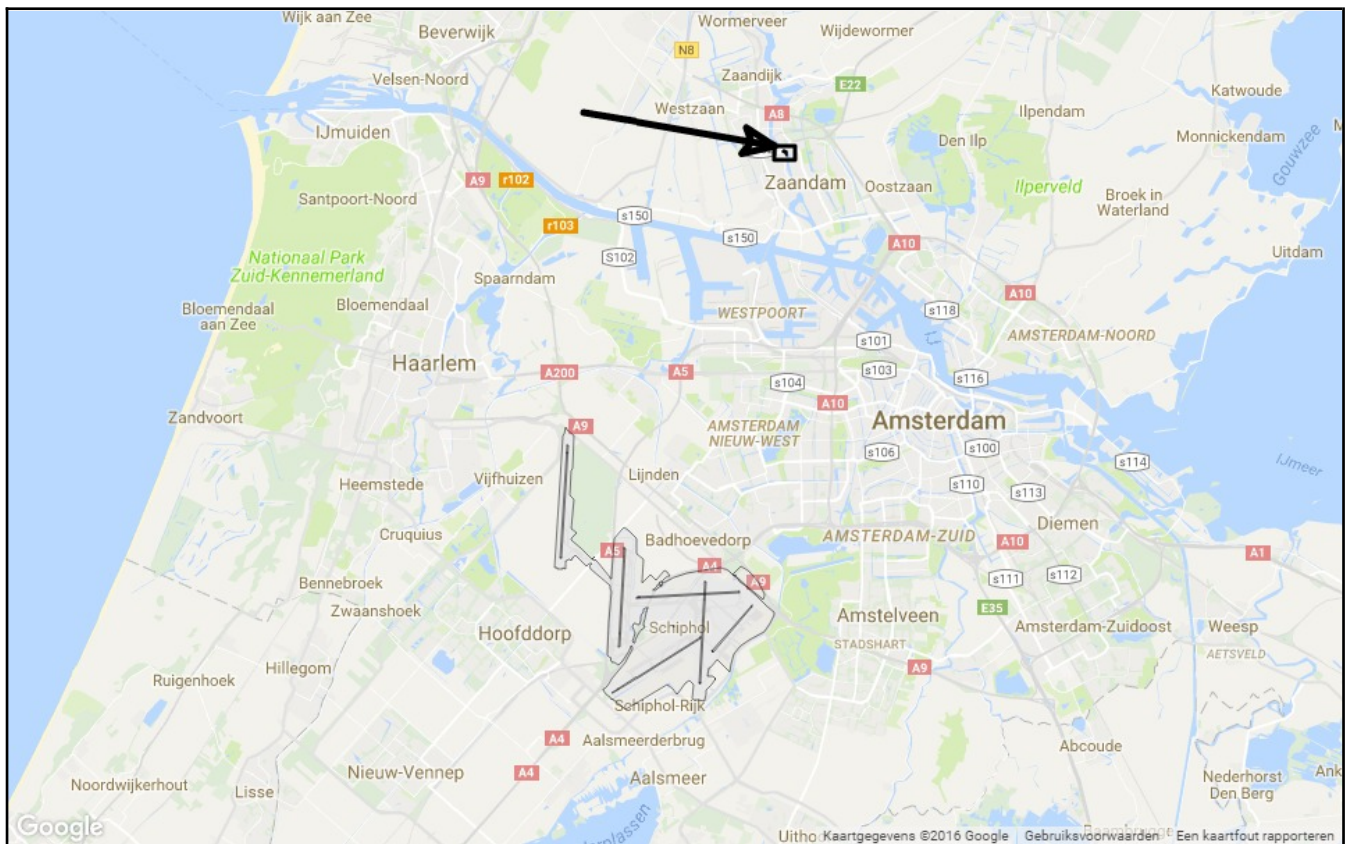 Wijk aan Zee
Beverwijk
Wormerveer
Wijdewormer
N8
Velsen-Noord
Zaandijk
E22
Katwoude
Westzaan
A8
Ilpendam
IJmuiden
Den Ilp
Monnickendam
Gouwzee
A9
r102
Zaandam
Oostzaan
Ilperveld
Santpoort-Noord
Broek in
Waterland
s150
r103
s150
A10
Nationaal Park
Zuid-Kennemerland
S102
Uitdam
Spaarndam
A10
Bloemendaal
aan Zee
Bloemendaal
WESTPOORT
s118
AMSTERDAM-NOORD
s101
Haarlem
A200
A5
s103
s104
s116
Zandvoort
A10
A9
AMSTERDAM
NIEUW-WEST
Amsterdam
s106
s100
s114
IJmeer
Heemstede
Vijfhuizen
Lijnden
s110
s113
Cruquius
Badhoevedorp
AMSTERDAM-ZUID
Diemen
A5
A10
A1
A4
Bennebroek
A9
s111
s112
Zwaanshoek
E35
Hoofddorp
Schiphol
Amstelveen
Amsterdam-Zuidoost
Weesp
STADSHART
AETSVELD
Hillegom
A9
Ruigenhoek
Schiphol-Rijk
A4
Aalsmeerderbrug
Abcoude
Nieuw-Vennep
A4
Aalsmeer
Noordwijkerhout
Lisse
Nederhorst
Den Berg
Ank
Google
Uitho
Kaartgegevens ©2016 Google
Gebruiksvoorwaarden
Een kaartfout rapporteren